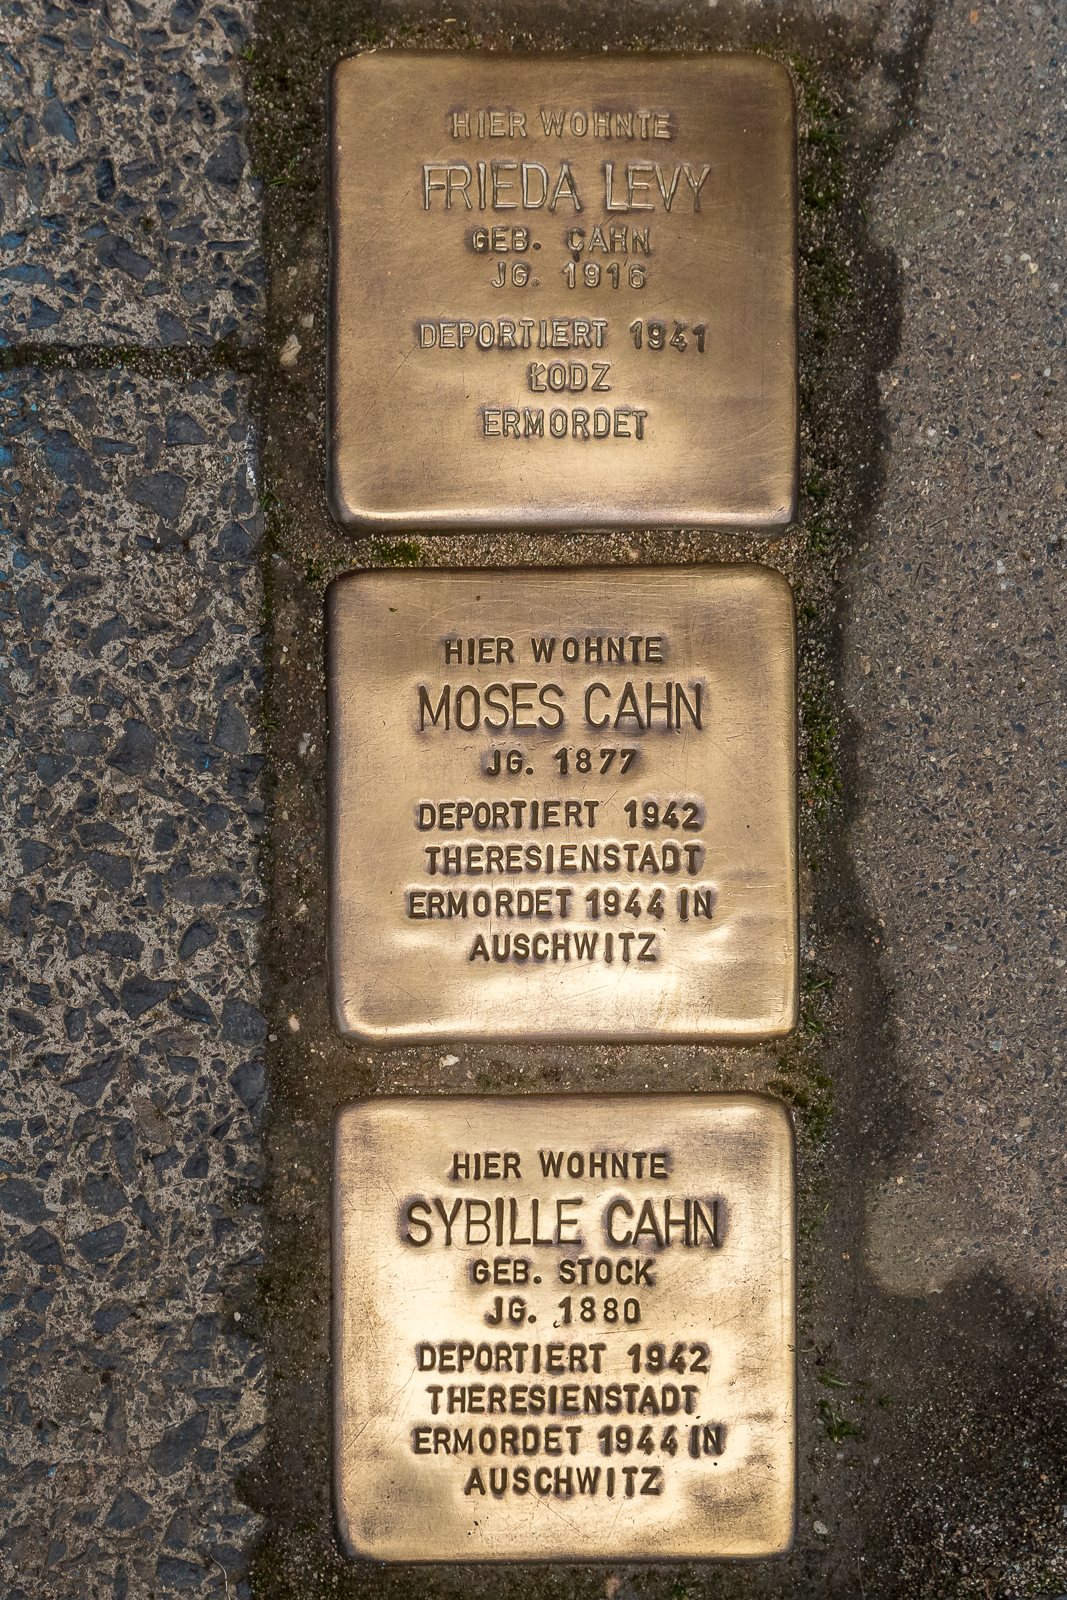 HIER WOHNTE
FRIEDA LEVY
GEB. CAHN
JG. 1916
DEPORTIERT 1941
ŁODZ
ERMORDET
HIER WOHNTE
MOSES CAHN
JG. 1877
DEPORTIERT 1942
THERESIENSTADT
ERMORDET 1944 IN
AUSCHWITZ
HIER WOHNTE
SYBILLE CAHN
GEB. STOCK
JG. 1880
DEPORTIERT 1942
THERESIENSTADT
ERMORDET 1944 IN
AUSCHWITZ